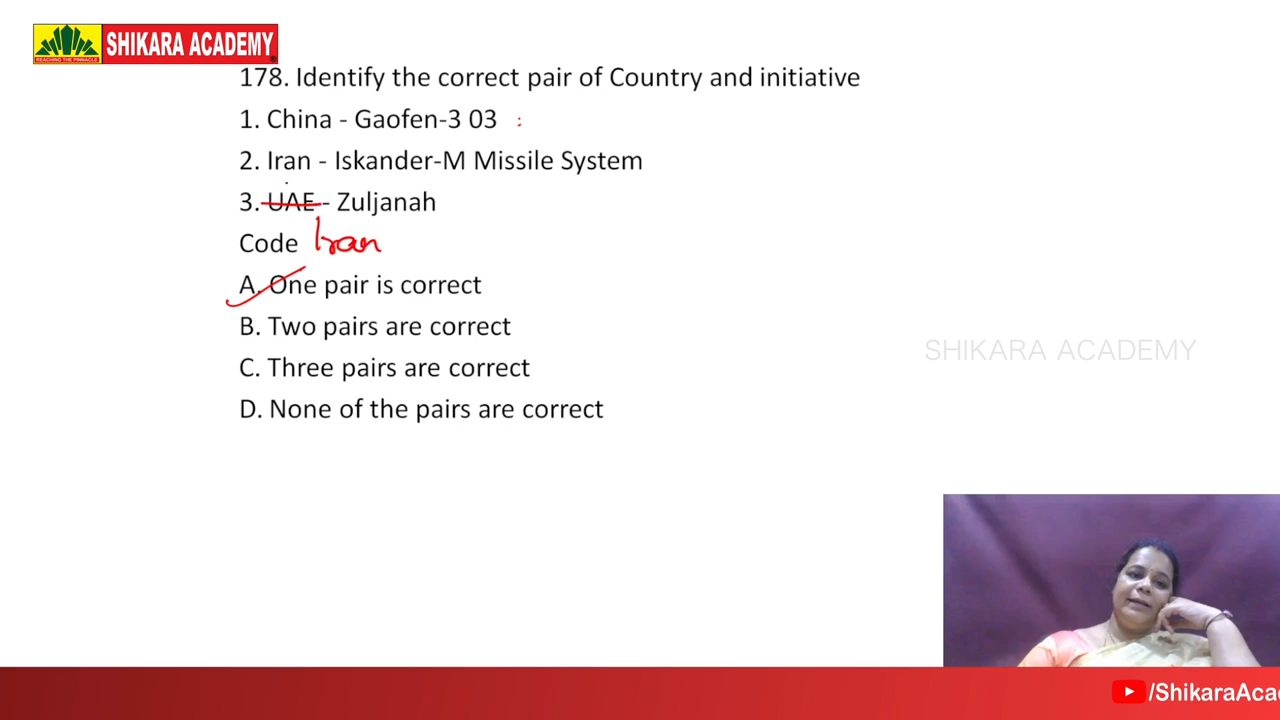 SHIKARA ACADEMY
REACHING THE PINNACLE
178. Identify the correct pair of Country and initiative
1. China - Gaofen-3 03
2. Iran - Iskander-M Missile System
3. UAE - Zuljanah
Code Iran
A. One pair is correct
B. Two pairs are correct
SHIKARA ACADEMY
C. Three pairs are correct
D. None of the pairs are correct
/ShikaraAca